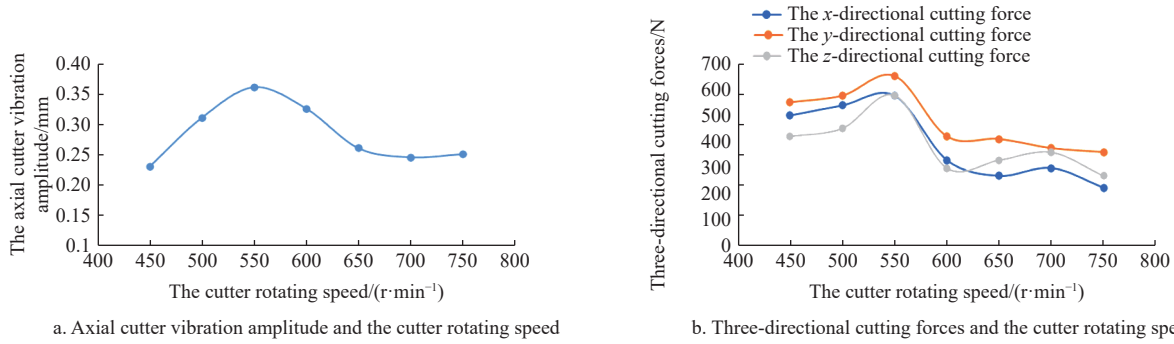 The axial cutter vibration
amplitude/mm
0.40
0.35
0.30
0.25
0.20
0.15
0.1
400 450 500 550 600 650 700 750 800
The cutter rotating speed/(r·min⁻¹)
a. Axial cutter vibration amplitude and the cutter rotating speed
The x-directional cutting force
The y-directional cutting force
The z-directional cutting force
Three-directional cutting forces/N
700
600
500
400
300
200
100
0
400 450 500 550 600 650 700 750 800
The cutter rotating speed/(r·min⁻¹)
b. Three-directional cutting forces and the cutter rotating spe